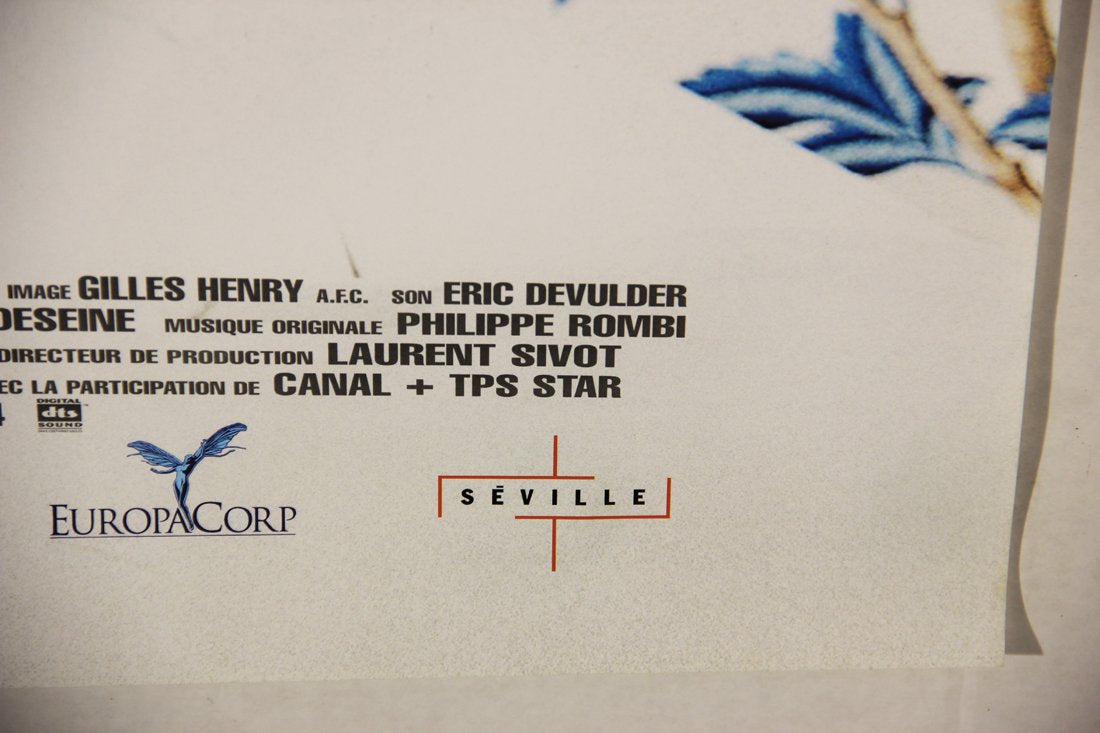 IMAGE GILLES HENRY A.F.C. SON ERIC DEVULDER
DESEINE MUSIQUE ORIGINALE PHILIPPE ROMBI
DIRECTEUR DE PRODUCTION LAURENT SIVOT
EC LA PARTICIPATION DE CANAL + TPS STAR
DIGITAL
dts
SOUND
EUROPACORP
SÉVILLE